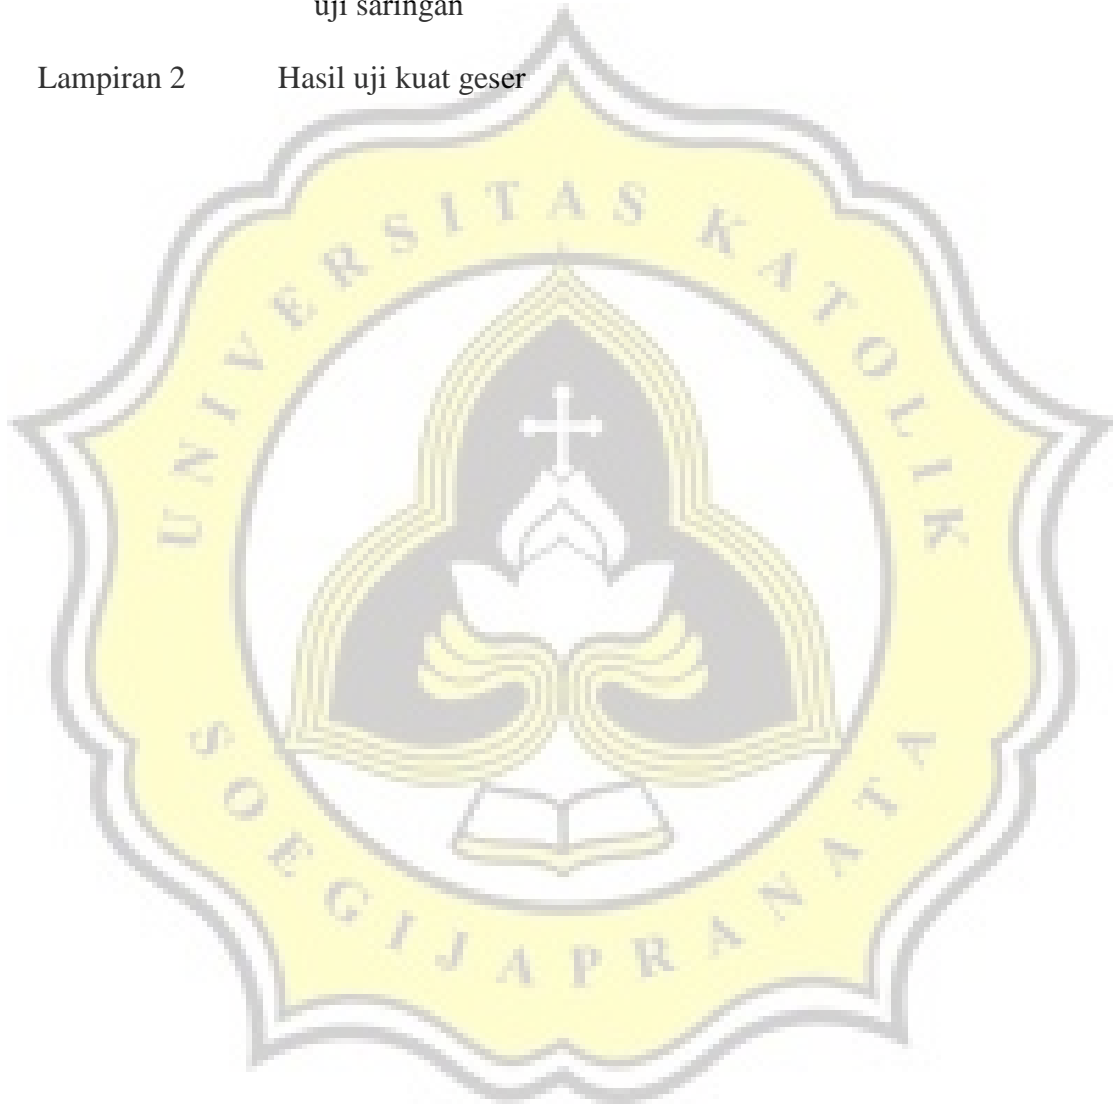 uji saringan
Lampiran 2 Hasil uji kuat geser
UNIVERSITAS KATOLIK
SOEGIJAPRANATA